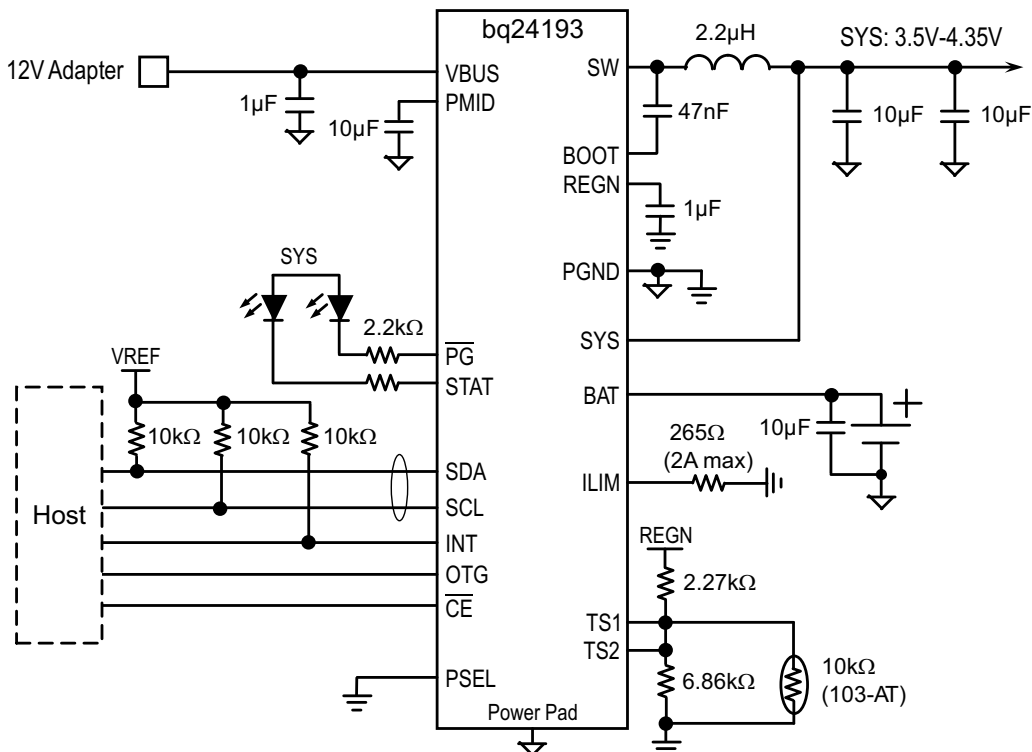 bq24193
2.2µH
SYS: 3.5V-4.35V
12V Adapter
VBUS
SW
1µF
PMID
10µF
47nF
10µF
10µF
BOOT
REGN
1µF
SYS
PGND
2.2kΩ
SYS
VREF
PG
STAT
BAT
10kΩ
10kΩ
10kΩ
265Ω
(2A max)
10µF
SDA
ILIM
Host
SCL
INT
REGN
OTG
2.27kΩ
CE
TS1
TS2
PSEL
6.86kΩ
10kΩ
(103-AT)
Power Pad